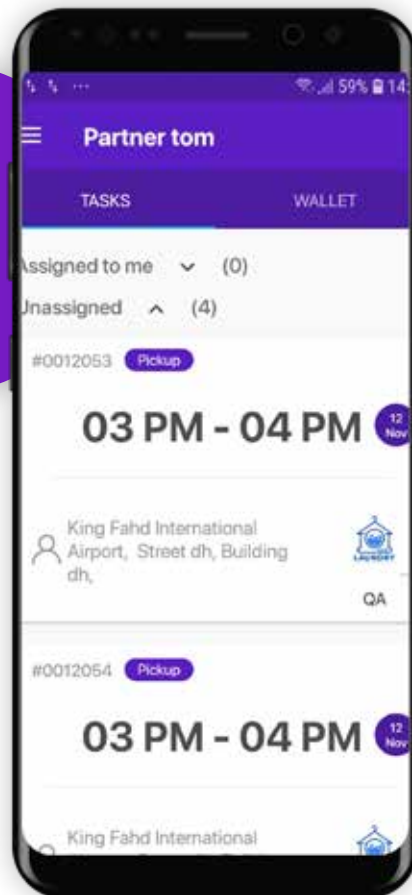 59% 14:
Partner tom
TASKS WALLET
Assigned to me (0)
Unassigned (4)
#0012053 Pickup
03 PM - 04 PM 12 Nov
King Fahd International
Airport, Street dh, Building
dh,
LAUNDRY
QA
#0012054 Pickup
03 PM - 04 PM 12 Nov
King Fahd International